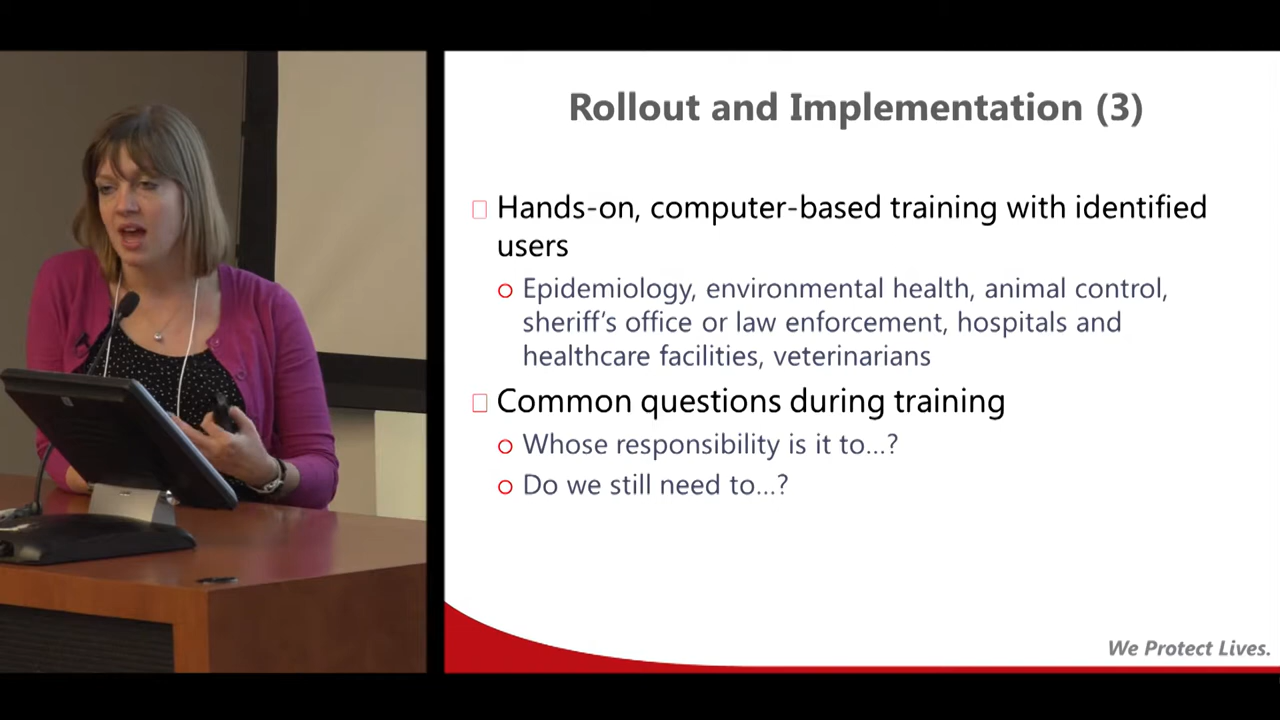 Rollout and Implementation (3)
Hands-on, computer-based training with identified
users
Epidemiology, environmental health, animal control,
sheriff's office or law enforcement, hospitals and
healthcare facilities, veterinarians
Common questions during training
Whose responsibility is it to...?
Do we still need to...?
We Protect Lives.